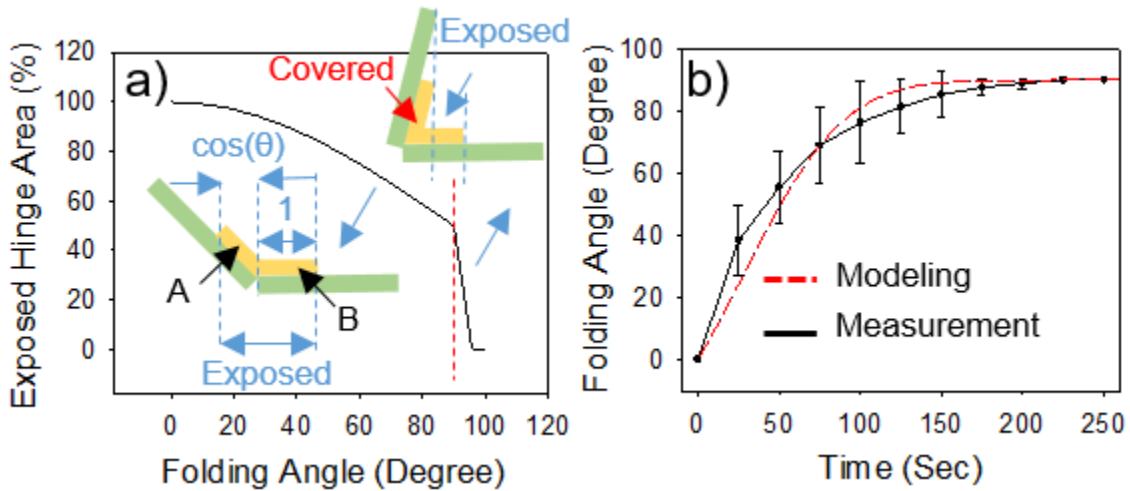 a)
Exposed Hinge Area (%)
120
100
80
60
40
20
0
Exposed
Covered
cos(θ)
1
A
B
Exposed
0 20 40 60 80 100 120
Folding Angle (Degree)
b)
Folding Angle (Degree)
100
80
60
40
20
0
Modeling
Measurement
0 50 100 150 200 250
Time (Sec)